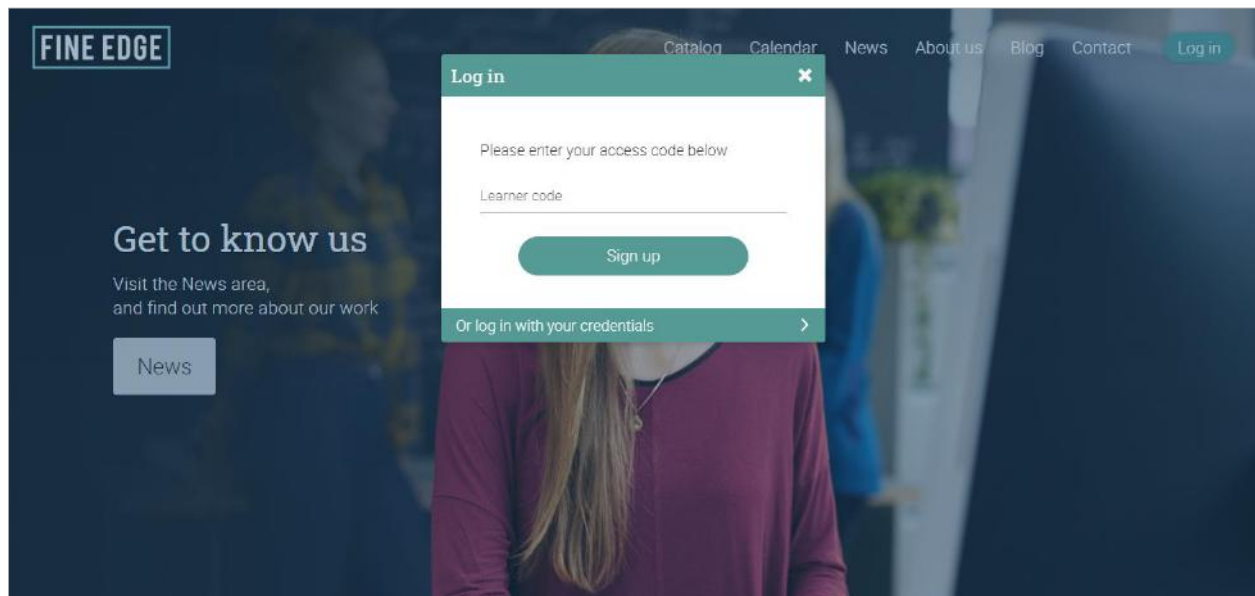 FINE EDGE
Catalog Calendar News About us Blog Contact Log in
Log in
Please enter your access code below
Learner code
Sign up
Or log in with your credentials
Get to know us
Visit the News area,
and find out more about our work
News